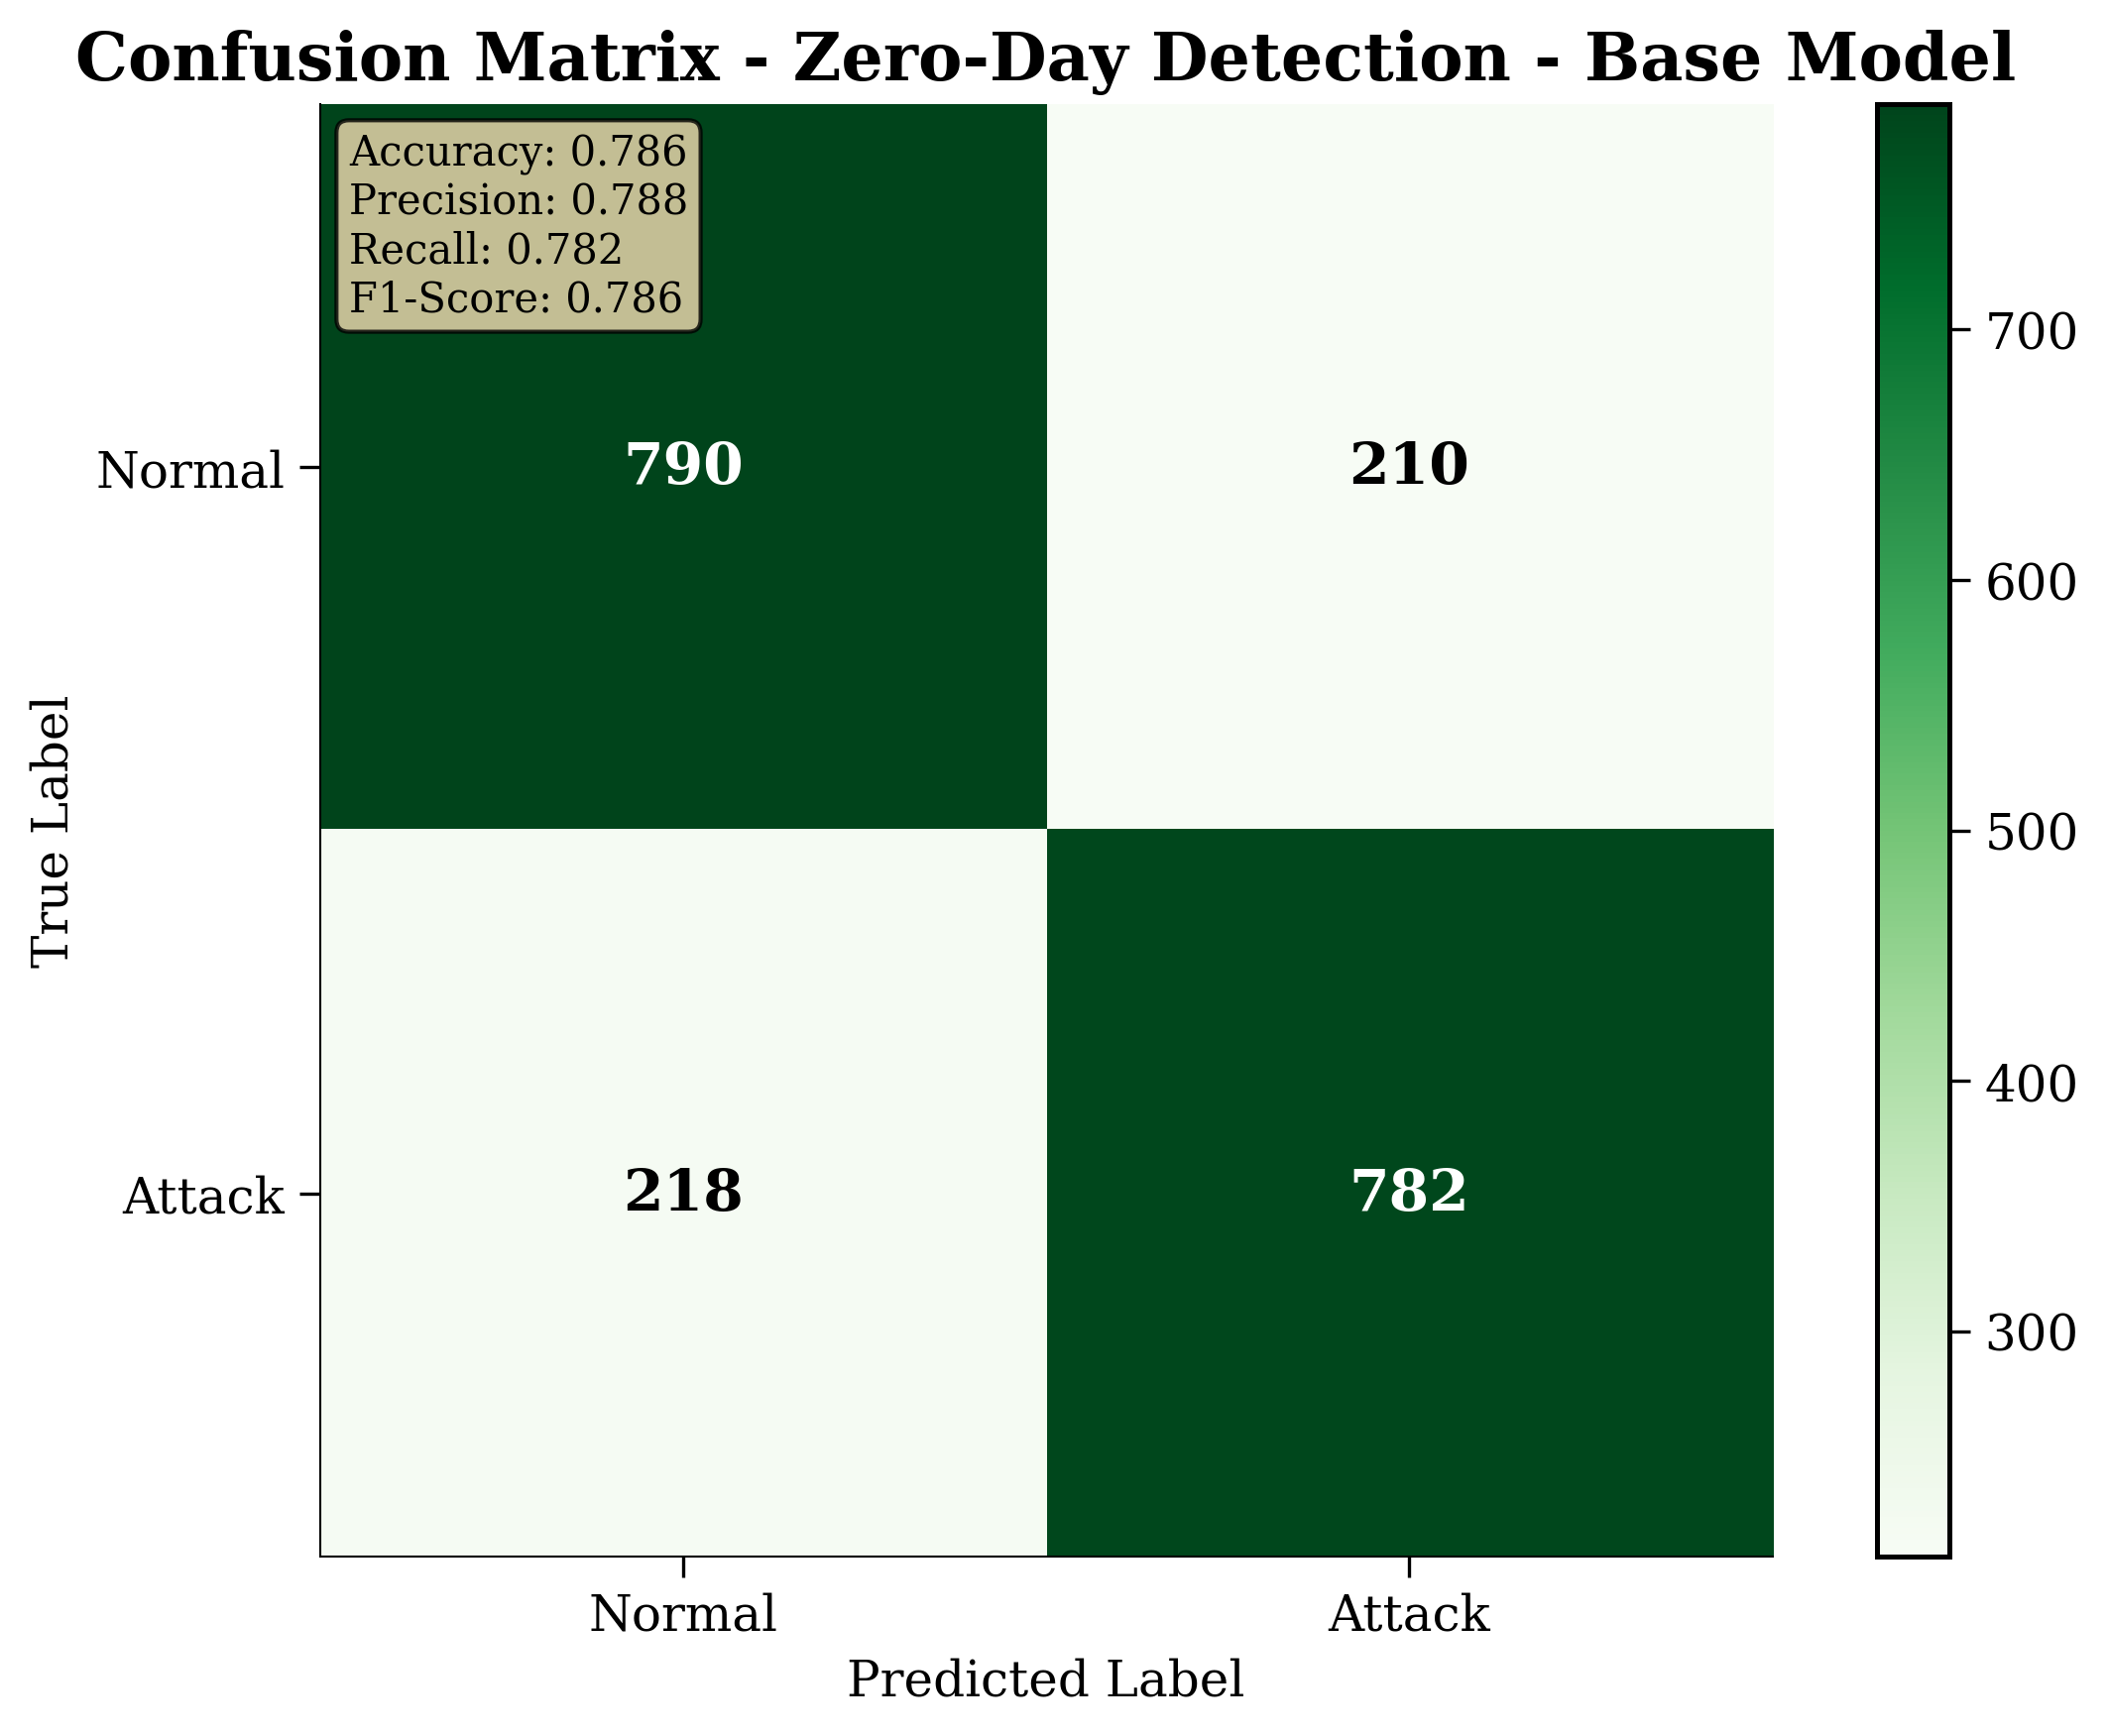 Confusion Matrix - Zero-Day Detection - Base Model
Accuracy: 0.786
Precision: 0.788
Recall: 0.782
F1-Score: 0.786
Normal
790
210
Attack
218
782
True Label
Normal
Attack
Predicted Label
700
600
500
400
300